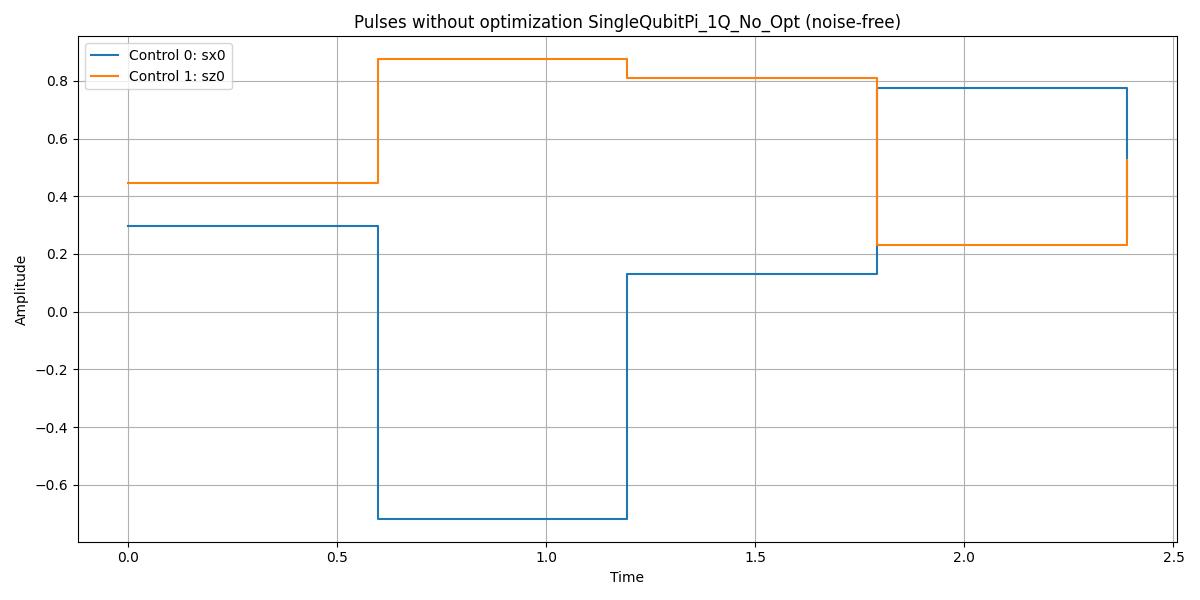 Pulses without optimization SingleQubitPi_1Q_No_Opt (noise-free)
Control 0: sx0
Control 1: sz0
Amplitude
0.8
0.6
0.4
0.2
0.0
−0.2
−0.4
−0.6
0.0 0.5 1.0 1.5 2.0 2.5
Time